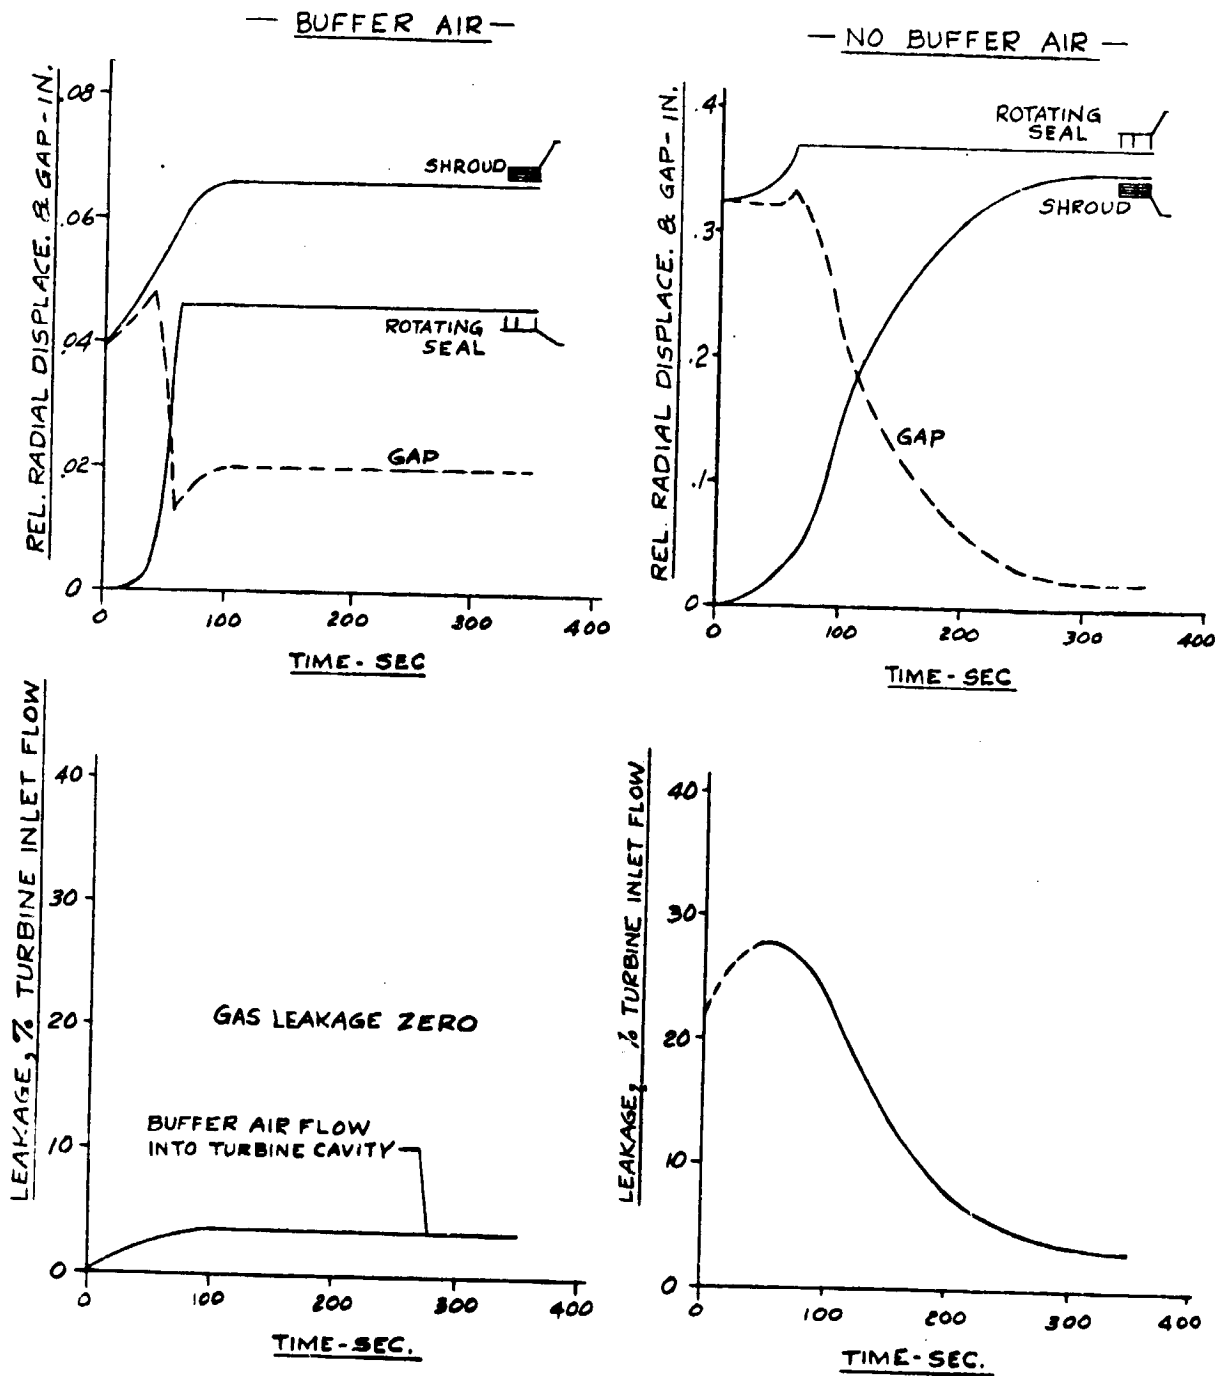 — BUFFER AIR —
REL. RADIAL DISPLACE. & GAP-IN.
.08
.06
.04
.02
0
SHROUD
ROTATING
SEAL
GAP
0
100
200
300
400
TIME - SEC
— NO BUFFER AIR —
REL. RADIAL DISPLACE. & GAP-IN.
.4
.3
.2
.1
0
ROTATING
SEAL
SHROUD
GAP
0
100
200
300
400
TIME - SEC
LEAKAGE, % TURBINE INLET FLOW
40
30
20
10
0
GAS LEAKAGE ZERO
BUFFER AIR FLOW
INTO TURBINE CAVITY
0
100
200
300
400
TIME-SEC.
LEAKAGE, % TURBINE INLET FLOW
40
30
20
10
0
0
100
200
300
400
TIME-SEC.